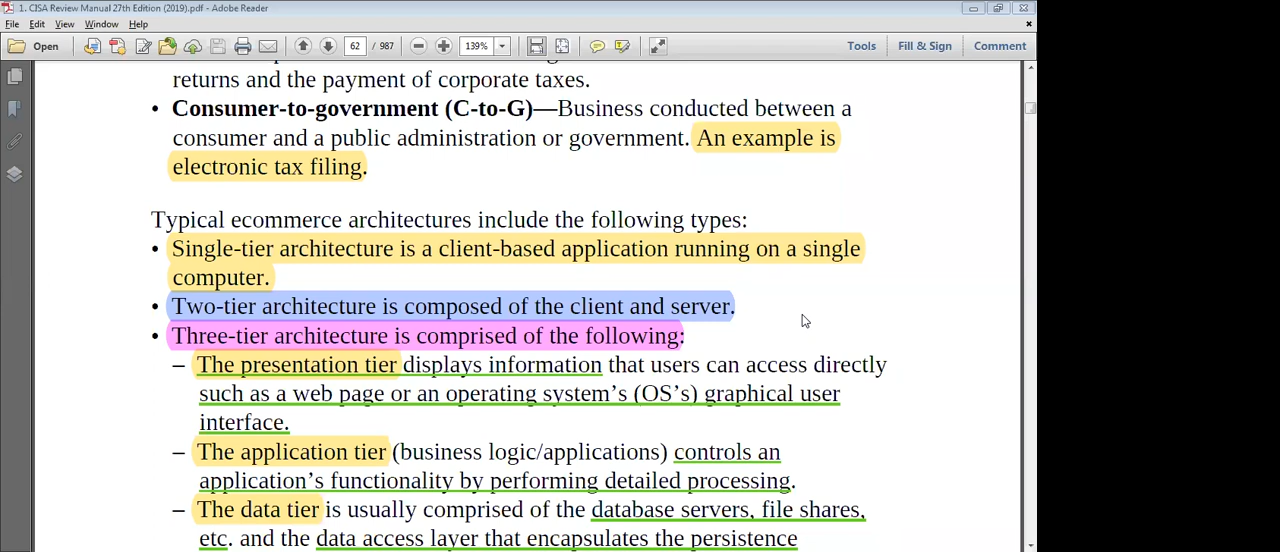 1. CISA Review Manual 27th Edition (2019).pdf - Adobe Reader
File Edit View Window Help
Open 62 / 987 139% Tools Fill & Sign Comment
returns and the payment of corporate taxes.
• Consumer-to-government (C-to-G)—Business conducted between a
consumer and a public administration or government. An example is
electronic tax filing.
Typical ecommerce architectures include the following types:
• Single-tier architecture is a client-based application running on a single
computer.
• Two-tier architecture is composed of the client and server.
• Three-tier architecture is comprised of the following:
– The presentation tier displays information that users can access directly
such as a web page or an operating system’s (OS’s) graphical user
interface.
– The application tier (business logic/applications) controls an
application’s functionality by performing detailed processing.
– The data tier is usually comprised of the database servers, file shares,
etc. and the data access layer that encapsulates the persistence